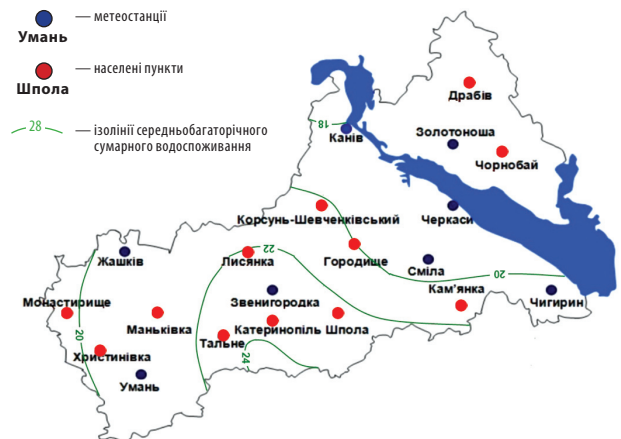 — метеостанції
Умань
— населені пункти
Шпола
28
— ізолінії середньобагаторічного
сумарного водоспоживання
Драбів
18
Канів
Золотоноша
Чорнобай
Корсунь-Шевченківський
Черкаси
Жашків
Лисянка
22
Городище
Сміла
20
Монастирище
Звенигородка
Кам'янка
Чигирин
Маньківка
20
Катеринопіль
Шпола
Тальне
Христинівка
24
Умань